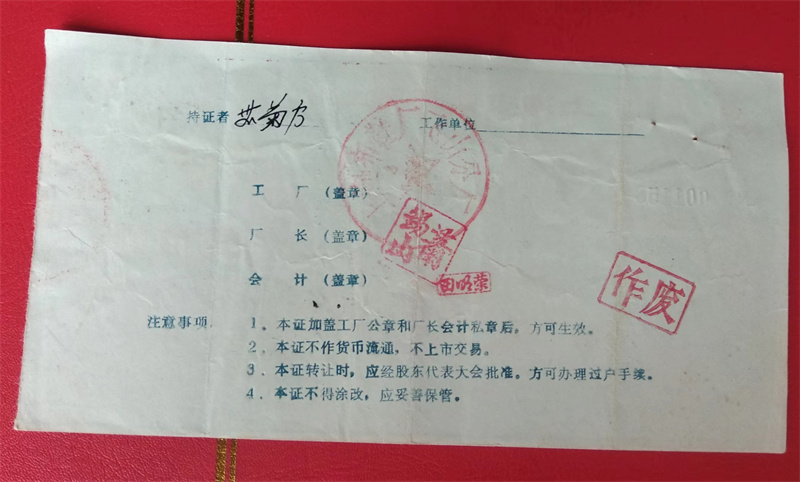 持证者 苏菊方 工作单位
工 厂 (盖章)
厂 长 (盖章)
会 计 (盖章)
田明荣
作废
注意事项:
1、本证加盖工厂公章和厂长会计私章后,方可生效。
2、本证不作货币流通,不上市交易。
3、本证转让时,应经股东代表大会批准。方可办理过户手续。
4、本证不得涂改,应妥善保管。